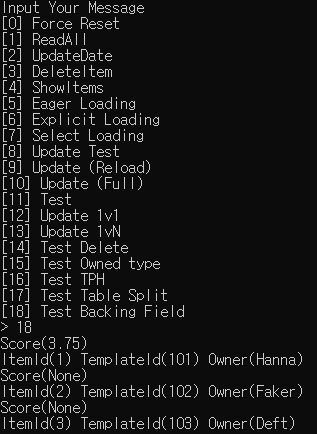 Input Your Message
[0] Force Reset
[1] ReadAll
[2] UpdateDate
[3] DeleteItem
[4] ShowItems
[5] Eager Loading
[6] Explicit Loading
[7] Select Loading
[8] Update Test
[9] Update (Reload)
[10] Update (Full)
[11] Test
[12] Update 1v1
[13] Update 1vN
[14] Test Delete
[15] Test Owned type
[16] Test TPH
[17] Test Table Split
[18] Test Backing Field
> 18
Score(3.75)
ItemId(1) TemplateId(101) Owner(Hanna)
Score(None)
ItemId(2) TemplateId(102) Owner(Faker)
Score(None)
ItemId(3) TemplateId(103) Owner(Deft)